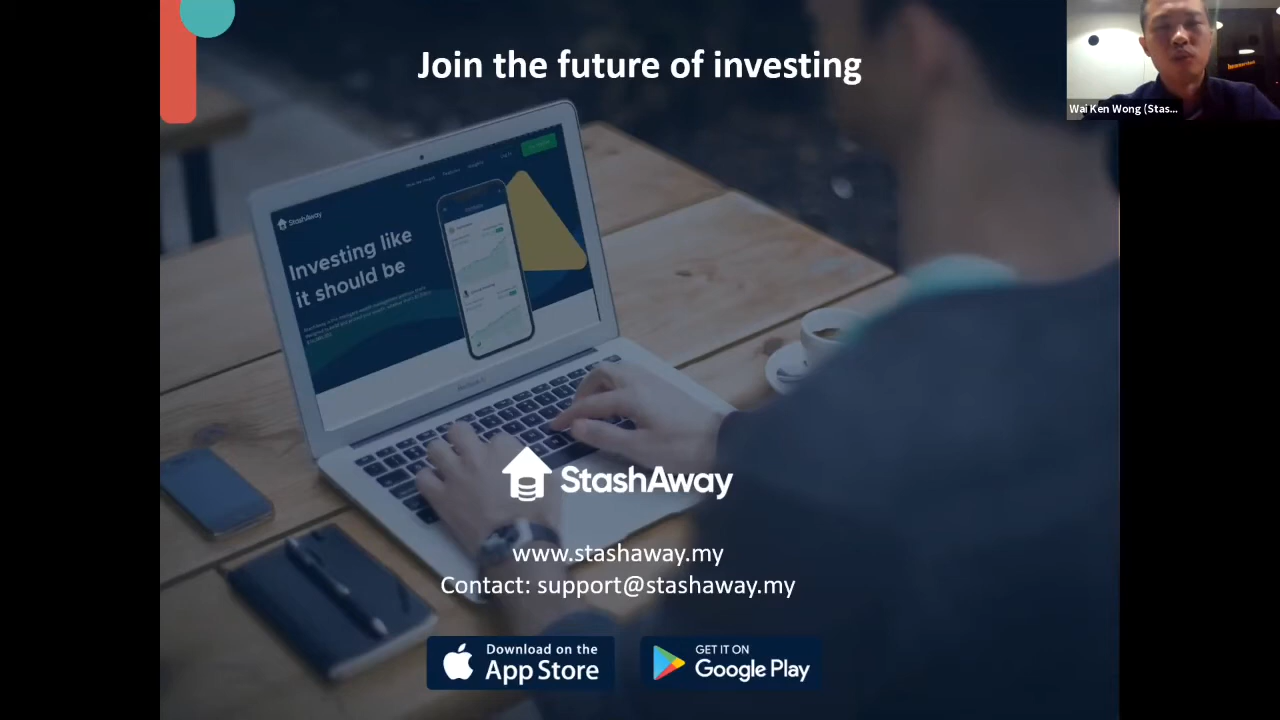 Join the future of investing
Wai Ken Wong (Stas...
StashAway
Investing like
it should be
StashAway
www.stashaway.my
Contact: support@stashaway.my
Download on the
App Store
GET IT ON
Google Play